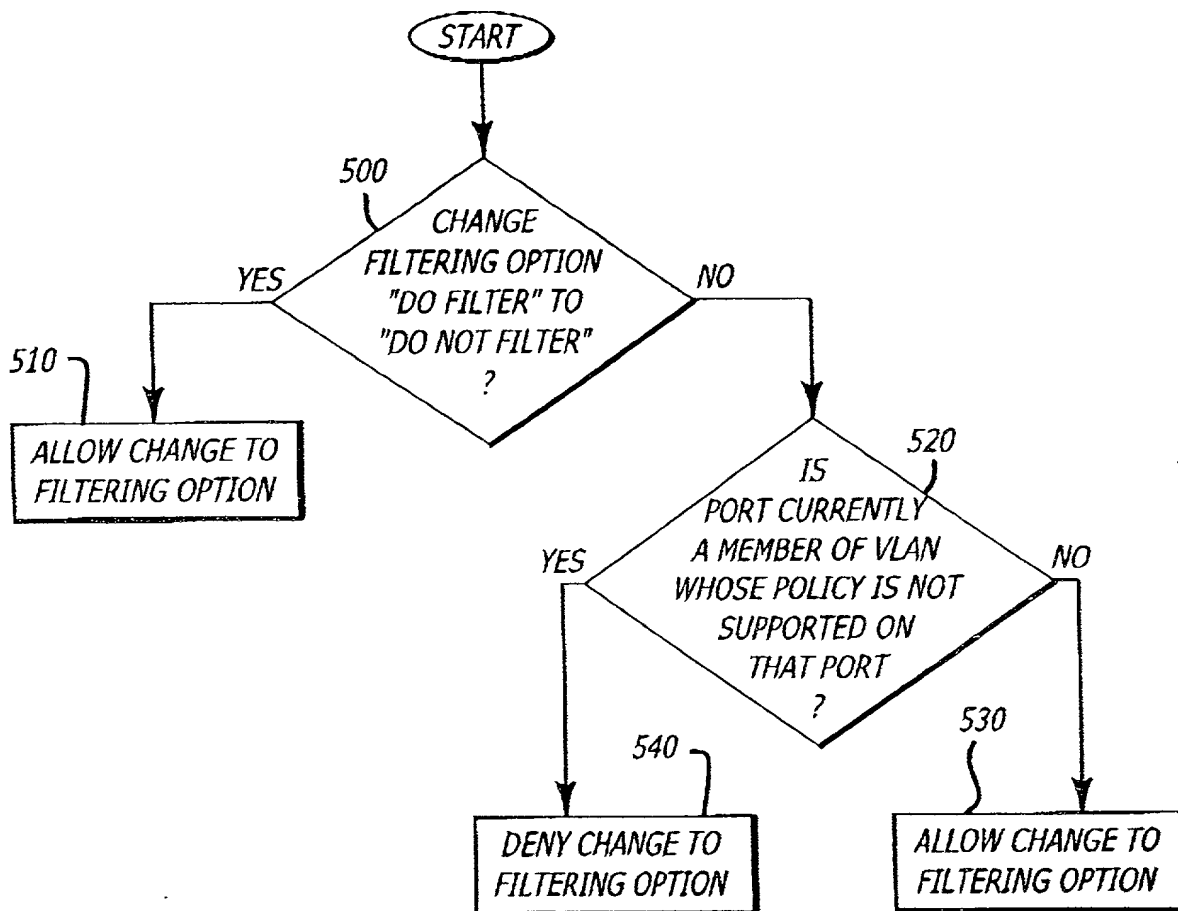 START
500
CHANGE
FILTERING OPTION
"DO FILTER" TO
"DO NOT FILTER"
?
YES
NO
510
ALLOW CHANGE TO
FILTERING OPTION
520
IS
PORT CURRENTLY
A MEMBER OF VLAN
WHOSE POLICY IS NOT
SUPPORTED ON
THAT PORT
?
YES
NO
540
DENY CHANGE TO
FILTERING OPTION
530
ALLOW CHANGE TO
FILTERING OPTION